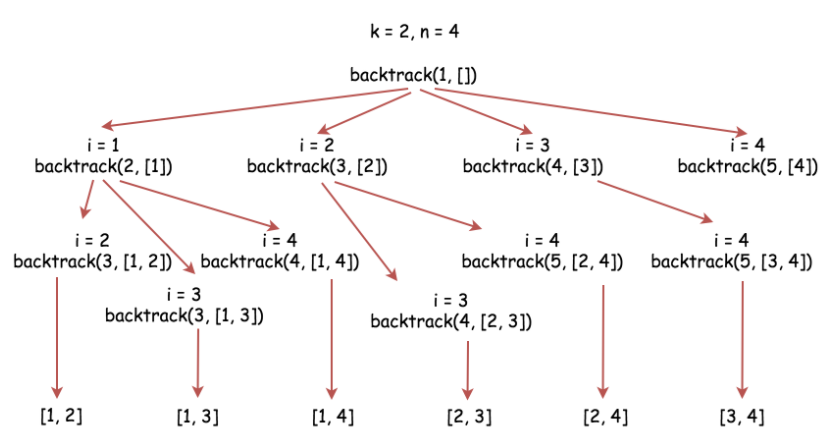 k = 2, n = 4
backtrack(1, [])
i = 1
backtrack(2, [1])
i = 2
backtrack(3, [2])
i = 3
backtrack(4, [3])
i = 4
backtrack(5, [4])
i = 2
backtrack(3, [1, 2])
i = 4
backtrack(4, [1, 4])
i = 4
backtrack(5, [2, 4])
i = 4
backtrack(5, [3, 4])
i = 3
backtrack(3, [1, 3])
i = 3
backtrack(4, [2, 3])
[1, 2]
[1, 3]
[1, 4]
[2, 3]
[2, 4]
[3, 4]